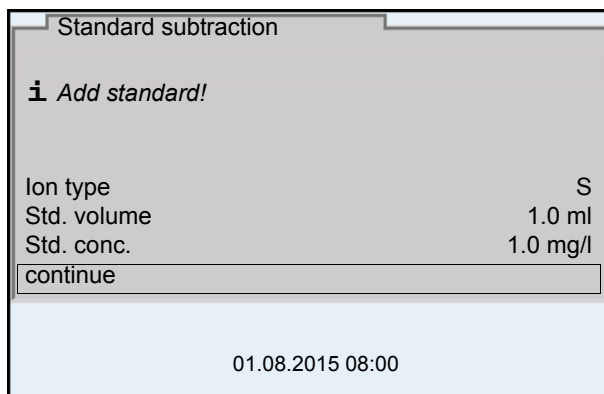 Standard subtraction
i Add standard!
Ion type S
Std. volume 1.0 ml
Std. conc. 1.0 mg/l
continue
01.08.2015 08:00